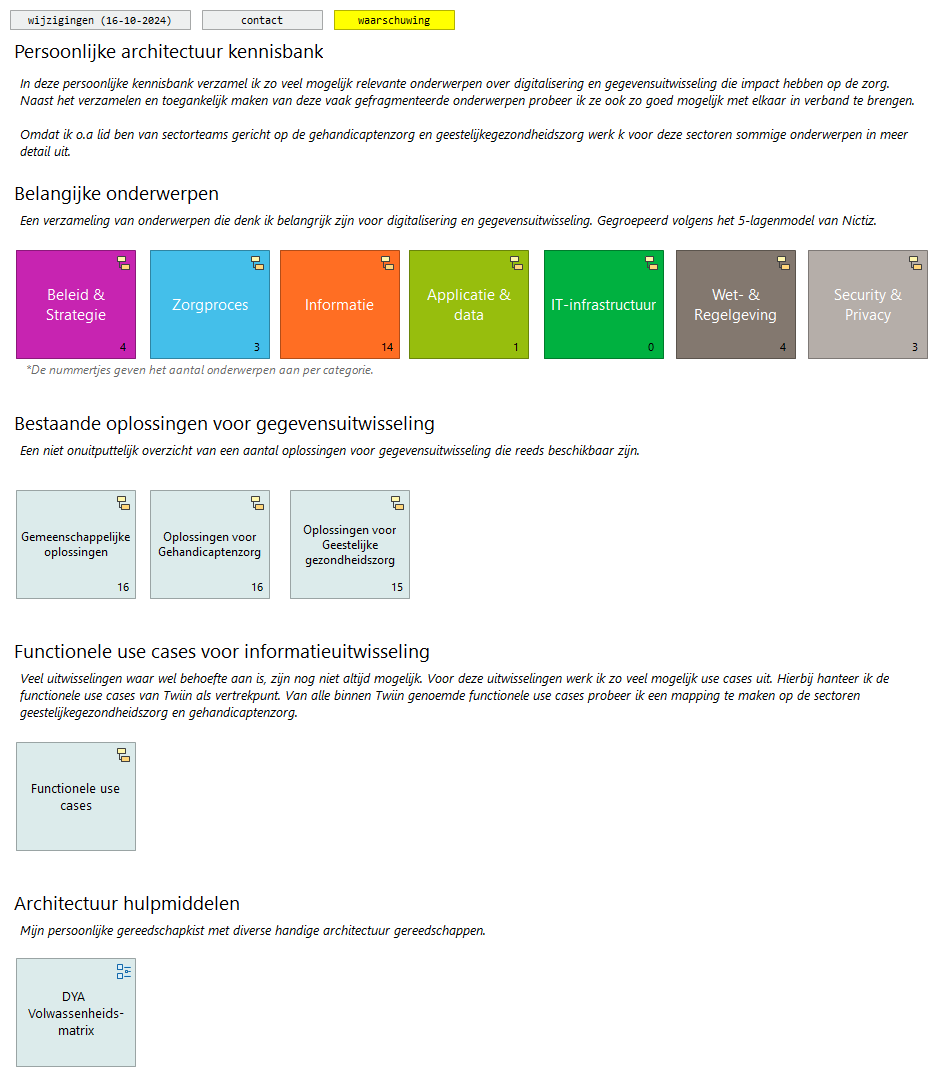 wijzigingen (16-10-2024) contact waarschuwing
Persoonlijke architectuur kennisbank
In deze persoonlijke kennisbank verzamel ik zo veel mogelijk relevante onderwerpen over digitalisering en gegevensuitwisseling die impact hebben op de zorg.
Naast het verzamelen en toegankelijk maken van deze vaak gefragmenteerde onderwerpen probeer ik ze ook zo goed mogelijk met elkaar in verband te brengen.
Omdat ik o.a lid ben van sectorteams gericht op de gehandicaptenzorg en geestelijkegezondheidszorg werk k voor deze sectoren sommige onderwerpen in meer
detail uit.
Belangijke onderwerpen
Een verzameling van onderwerpen die denk ik belangrijk zijn voor digitalisering en gegevensuitwisseling. Gegroepeerd volgens het 5-lagenmodel van Nictiz.
Beleid &
Strategie
4
Zorgproces
3
Informatie
14
Applicatie &
data
1
IT-infrastructuur
0
Wet- &
Regelgeving
4
Security &
Privacy
3
*De nummertjes geven het aantal onderwerpen aan per categorie.
Bestaande oplossingen voor gegevensuitwisseling
Een niet onuitputtelijk overzicht van een aantal oplossingen voor gegevensuitwisseling die reeds beschikbaar zijn.
Gemeenschappelijke
oplossingen
16
Oplossingen voor
Gehandicaptenzorg
16
Oplossingen voor
Geestelijke
gezondheidszorg
15
Functionele use cases voor informatieuitwisseling
Veel uitwisselingen waar wel behoefte aan is, zijn nog niet altijd mogelijk. Voor deze uitwisselingen werk ik zo veel mogelijk use cases uit. Hierbij hanteer ik de
functionele use cases van Twiin als vertrekpunt. Van alle binnen Twiin genoemde functionele use cases probeer ik een mapping te maken op de sectoren
geestelijkegezondheidszorg en gehandicaptenzorg.
Functionele use
cases
Architectuur hulpmiddelen
Mijn persoonlijke gereedschapkist met diverse handige architectuur gereedschappen.
DYA
Volwassenheids-
matrix